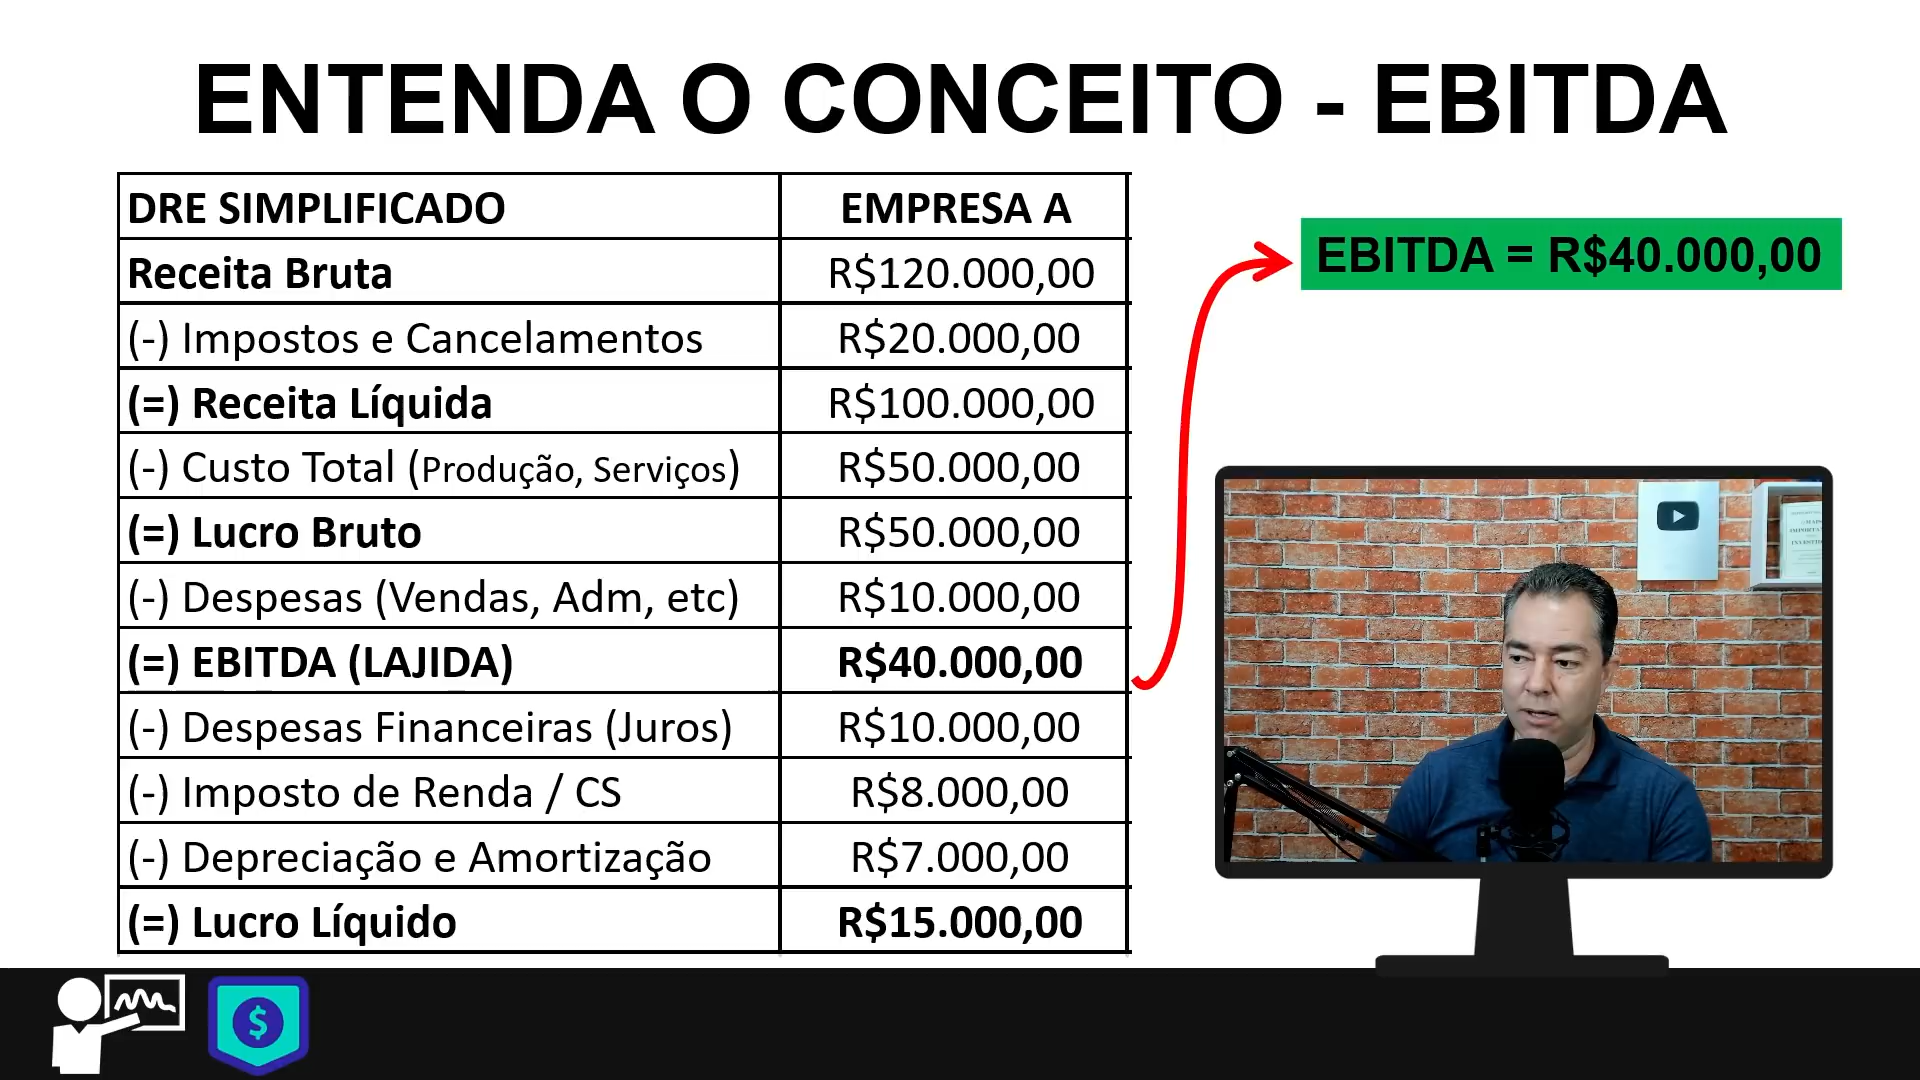 ENTENDA O CONCEITO - EBITDA
DRE SIMPLIFICADO EMPRESA A
Receita Bruta R$120.000,00
(-) Impostos e Cancelamentos R$20.000,00
(=) Receita Líquida R$100.000,00
(-) Custo Total (Produção, Serviços) R$50.000,00
(=) Lucro Bruto R$50.000,00
(-) Despesas (Vendas, Adm, etc) R$10.000,00
(=) EBITDA (LAJIDA) R$40.000,00
(-) Despesas Financeiras (Juros) R$10.000,00
(-) Imposto de Renda / CS R$8.000,00
(-) Depreciação e Amortização R$7.000,00
(=) Lucro Líquido R$15.000,00
EBITDA = R$40.000,00
$